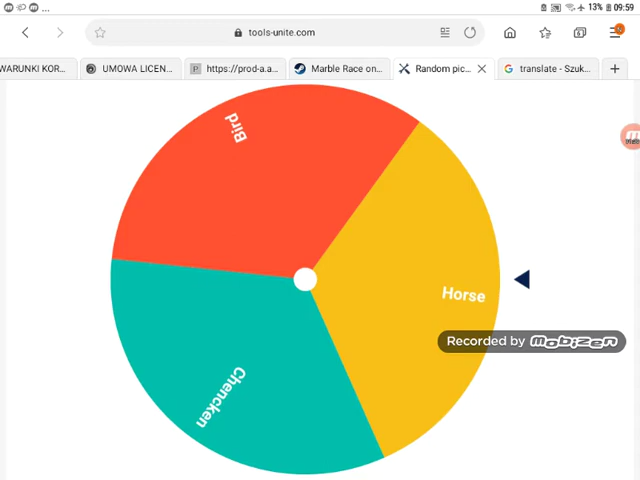 13% 09:59
tools-unite.com
WARUNKI KOR...
UMOWA LICEN...
https://prod-a.a...
Marble Race on...
Random pic...
translate - Szuk...
Bird
Horse
Recorded by mobizen
Chencken